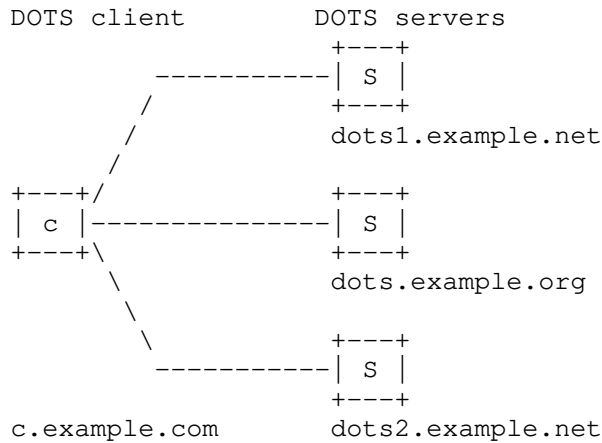 DOTS client DOTS servers
S
dots1.example.net
c S
dots.example.org
S
c.example.com dots2.example.net